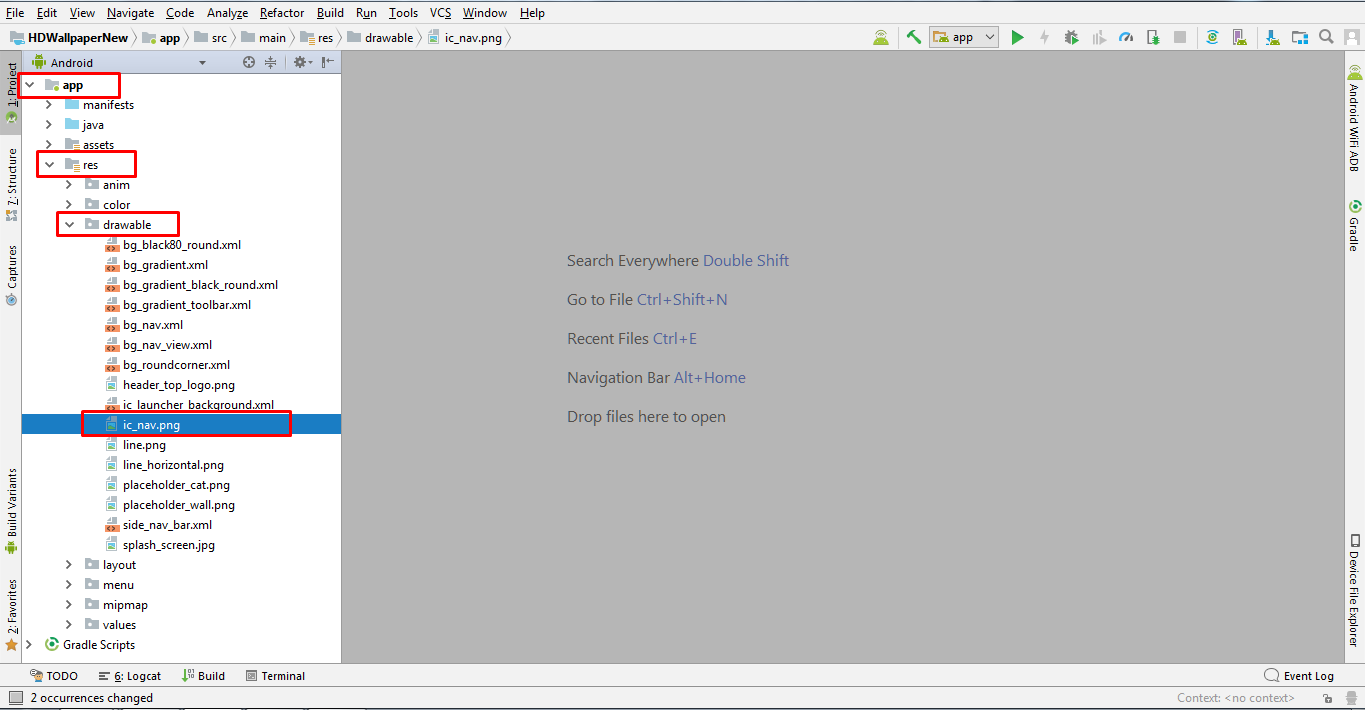 File Edit View Navigate Code Analyze Refactor Build Run Tools VCS Window Help
HDWallpaperNew app src main res drawable ic_nav.png
app
Android
1: Project
7: Structure
Captures
Build Variants
2: Favorites
app
manifests
java
assets
res
anim
color
drawable
bg_black80_round.xml
bg_gradient.xml
bg_gradient_black_round.xml
bg_gradient_toolbar.xml
bg_nav.xml
bg_nav_view.xml
bg_roundcorner.xml
header_top_logo.png
ic_launcher_background.xml
ic_nav.png
line.png
line_horizontal.png
placeholder_cat.png
placeholder_wall.png
side_nav_bar.xml
splash_screen.jpg
layout
menu
mipmap
values
Gradle Scripts
Search Everywhere Double Shift
Go to File Ctrl+Shift+N
Recent Files Ctrl+E
Navigation Bar Alt+Home
Drop files here to open
Android WiFi ADB
Gradle
Device File Explorer
TODO 6: Logcat Build Terminal Event Log
2 occurrences changed Context: <no context>